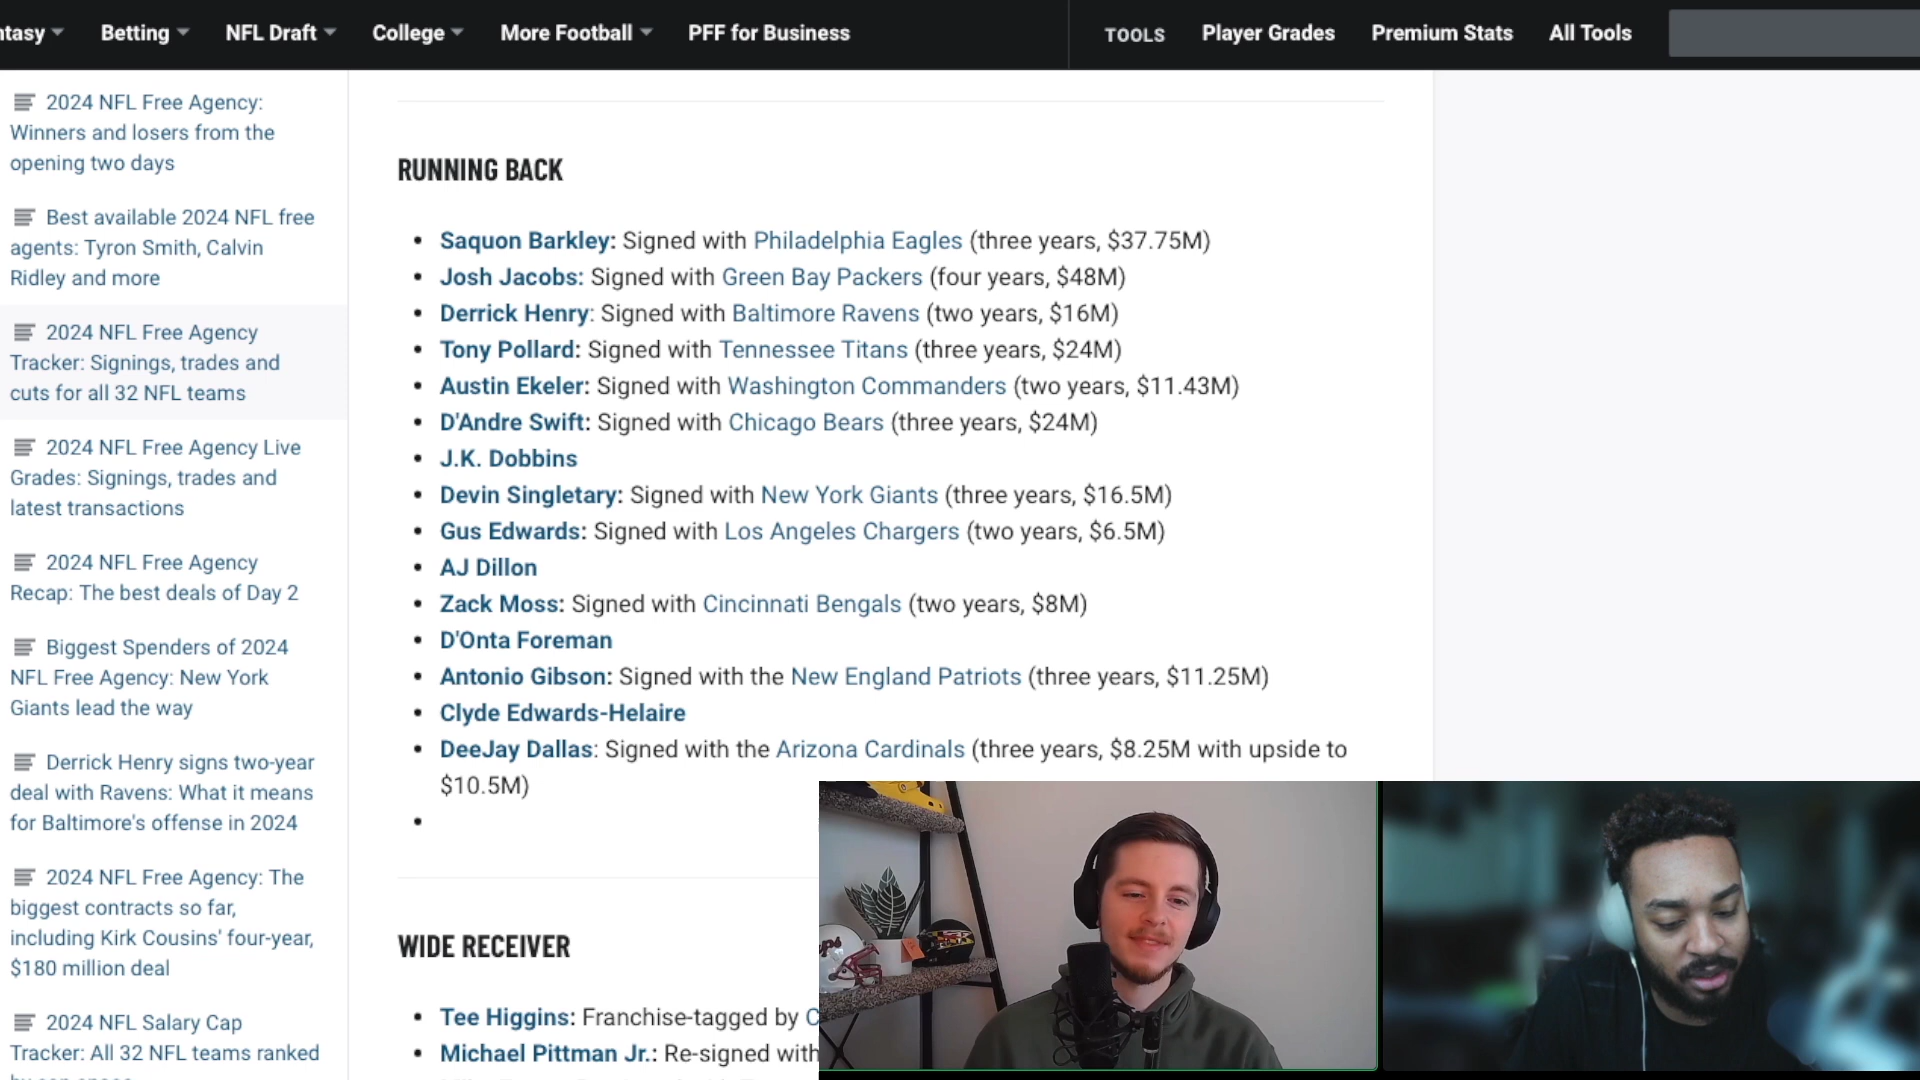 Betting
NFL Draft
College
More Football
PFF for Business
TOOLS
Player Grades
Premium Stats
All Tools
2024 NFL Free Agency:
Winners and losers from the
opening two days
Best available 2024 NFL free
agents: Tyron Smith, Calvin
Ridley and more
2024 NFL Free Agency
Tracker: Signings, trades and
cuts for all 32 NFL teams
2024 NFL Free Agency Live
Grades: Signings, trades and
latest transactions
2024 NFL Free Agency
Recap: The best deals of Day 2
Biggest Spenders of 2024
NFL Free Agency: New York
Giants lead the way
Derrick Henry signs two-year
deal with Ravens: What it means
for Baltimore's offense in 2024
2024 NFL Free Agency: The
biggest contracts so far,
including Kirk Cousins' four-year,
$180 million deal
2024 NFL Salary Cap
Tracker: All 32 NFL teams ranked
RUNNING BACK
• Saquon Barkley: Signed with Philadelphia Eagles (three years, $37.75M)
• Josh Jacobs: Signed with Green Bay Packers (four years, $48M)
• Derrick Henry: Signed with Baltimore Ravens (two years, $16M)
• Tony Pollard: Signed with Tennessee Titans (three years, $24M)
• Austin Ekeler: Signed with Washington Commanders (two years, $11.43M)
• D'Andre Swift: Signed with Chicago Bears (three years, $24M)
• J.K. Dobbins
• Devin Singletary: Signed with New York Giants (three years, $16.5M)
• Gus Edwards: Signed with Los Angeles Chargers (two years, $6.5M)
• AJ Dillon
• Zack Moss: Signed with Cincinnati Bengals (two years, $8M)
• D'Onta Foreman
• Antonio Gibson: Signed with the New England Patriots (three years, $11.25M)
• Clyde Edwards-Helaire
• DeeJay Dallas: Signed with the Arizona Cardinals (three years, $8.25M with upside to
$10.5M)
•
WIDE RECEIVER
• Tee Higgins: Franchise-tagged by
• Michael Pittman Jr.: Re-signed with